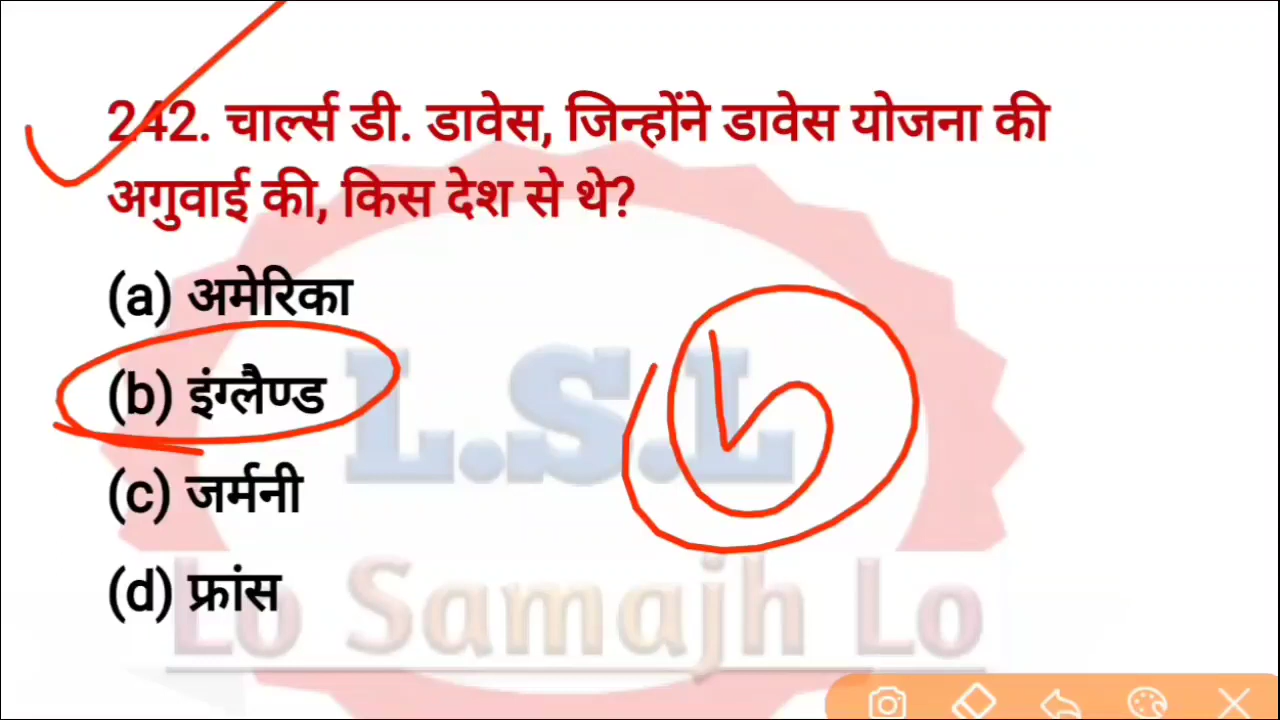 242. चार्ल्स डी. डावेस, जिन्होंने डावेस योजना की
अगुवाई की, किस देश से थे?
(a) अमेरिका
(b) इंग्लैण्ड
(c) जर्मनी
(d) फ्रांस
b
L.S.L
Lo Samajh Lo